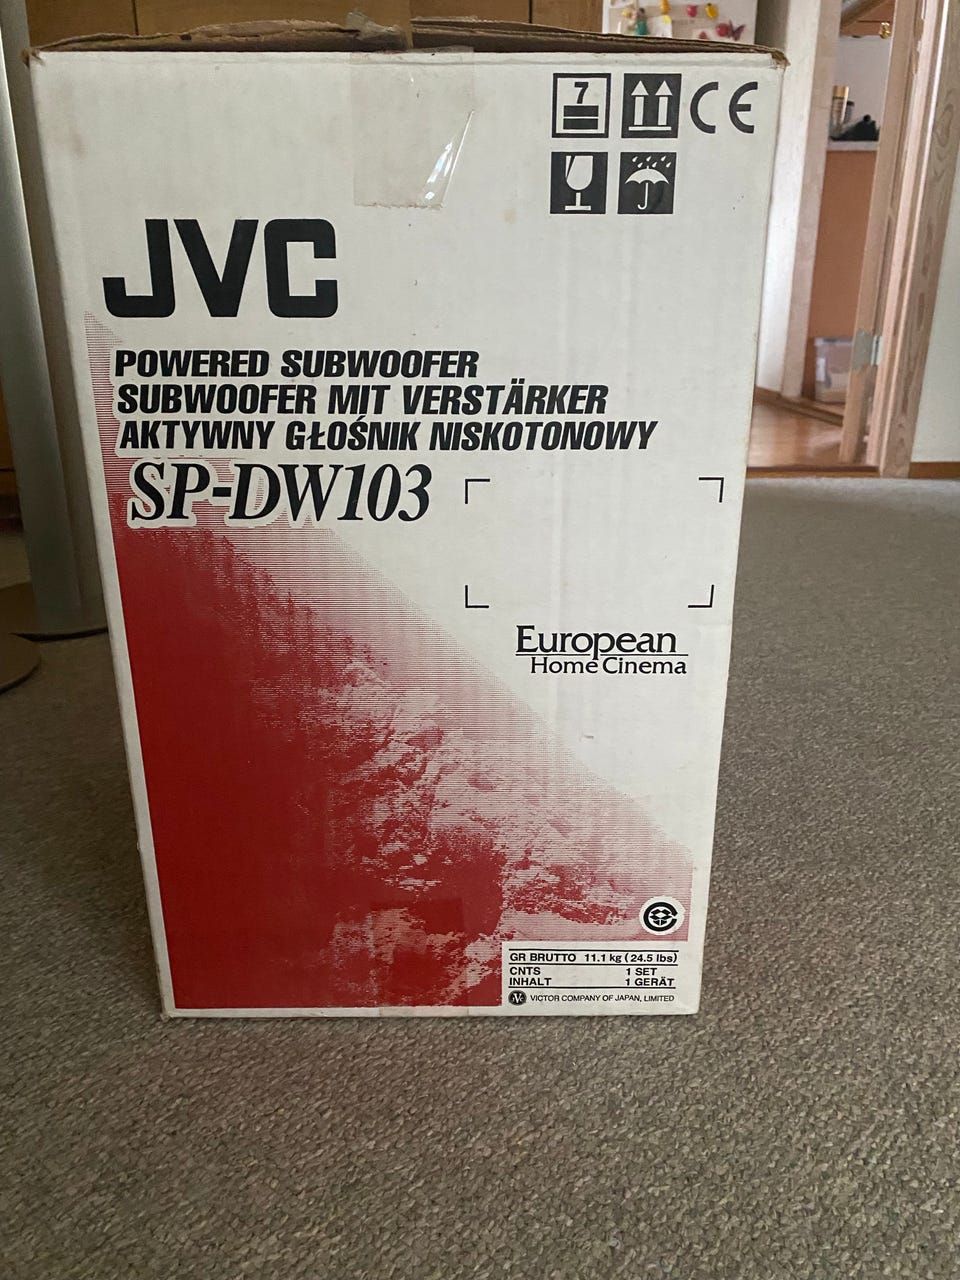 7
CE
JVC
POWERED SUBWOOFER
SUBWOOFER MIT VERSTÄRKER
AKTYWNY GŁOŚNIK NISKOTONOWY
SP-DW103
European
Home Cinema
GR BRUTTO 11.1 kg (24.5 lbs)
CNTS 1 SET
INHALT 1 GERÄT
JVC VICTOR COMPANY OF JAPAN, LIMITED